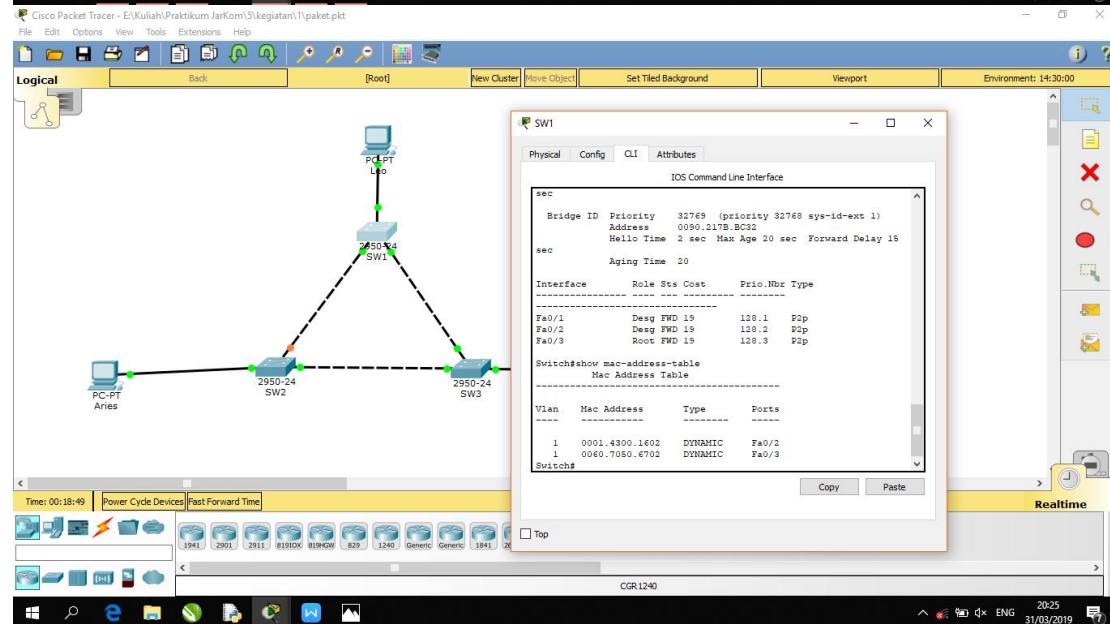 Cisco Packet Tracer - E:\Kuliah\Praktikum JarKom\5\kegiatan\1\paket.pkt
File Edit Options View Tools Extensions Help
Logical Back [Root] New Cluster Move Object Set Tiled Background Viewport Environment: 14:30:00
PC-PT
Leo
2950-24
SW1
PC-PT
Aries
2950-24
SW2
2950-24
SW3
SW1
Physical Config CLI Attributes
IOS Command Line Interface
sec
Bridge ID Priority 32769 (priority 32768 sys-id-ext 1)
Address 0090.217B.BC32
Hello Time 2 sec Max Age 20 sec Forward Delay 15
sec
Aging Time 20
Interface Role Sts Cost Prio.Nbr Type
---------------- ---- --- --------- -------- 
--------------------------------
Fa0/1 Desg FWD 19 128.1 P2p
Fa0/2 Desg FWD 19 128.2 P2p
Fa0/3 Root FWD 19 128.3 P2p
Switch#show mac-address-table
Mac Address Table
-------------------------------------------
Vlan Mac Address Type Ports
---- ----------- -------- -----
1 0001.4300.1602 DYNAMIC Fa0/2
1 0060.7050.6702 DYNAMIC Fa0/3
Switch#
Copy Paste
Top
Time: 00:18:49 Power Cycle Devices Fast Forward Time Realtime
1941 2901 2911 819IOX 819HGW 829 1240 Generic Generic 1841
CGR1240
ENG 20:25
31/03/2019